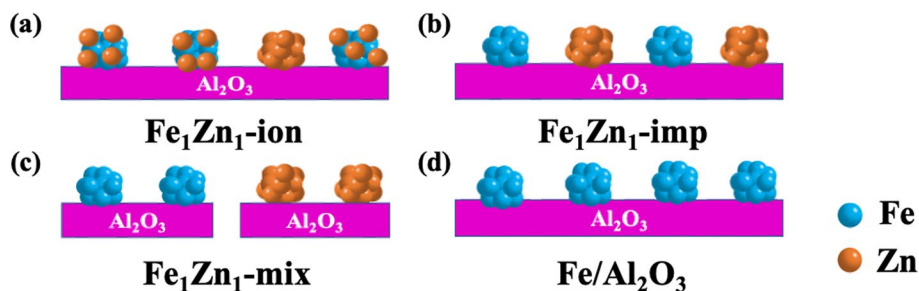 (a)
Al₂O₃
Fe₁Zn₁-ion
(b)
Al₂O₃
Fe₁Zn₁-imp
(c)
Al₂O₃
Al₂O₃
Fe₁Zn₁-mix
(d)
Al₂O₃
Fe/Al₂O₃
Fe
Zn